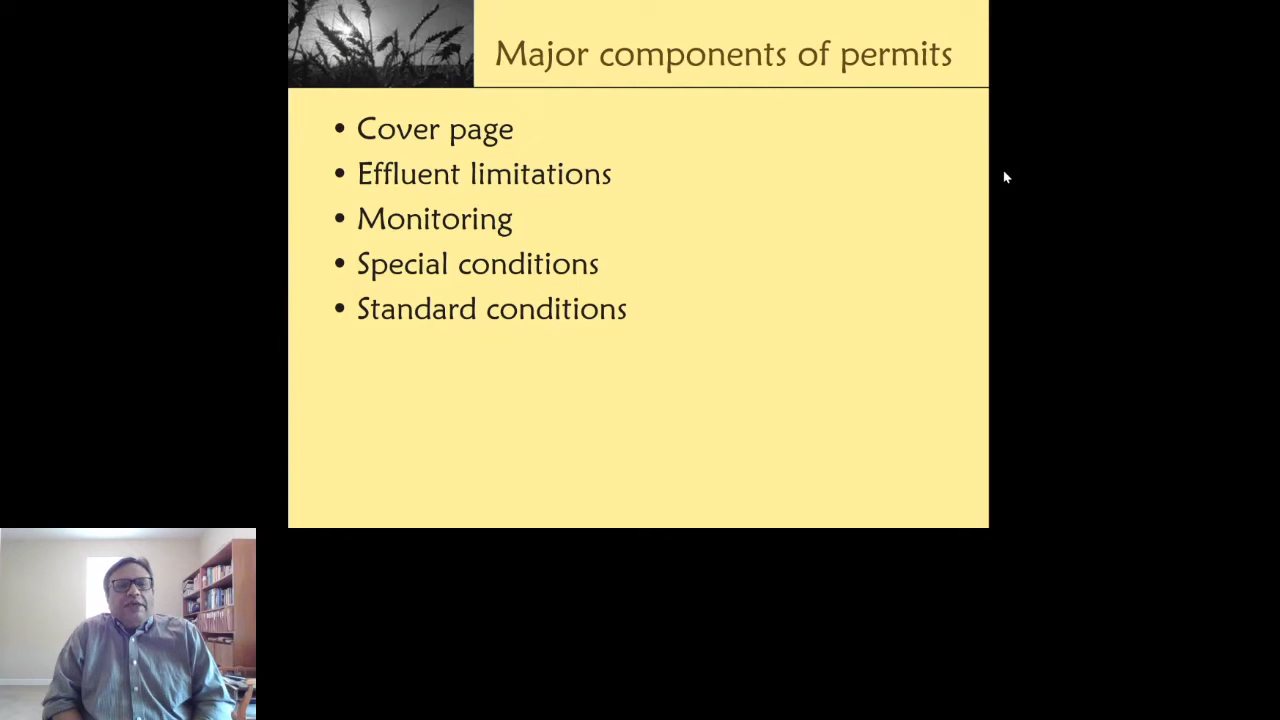 Major components of permits
• Cover page
• Effluent limitations
• Monitoring
• Special conditions
• Standard conditions